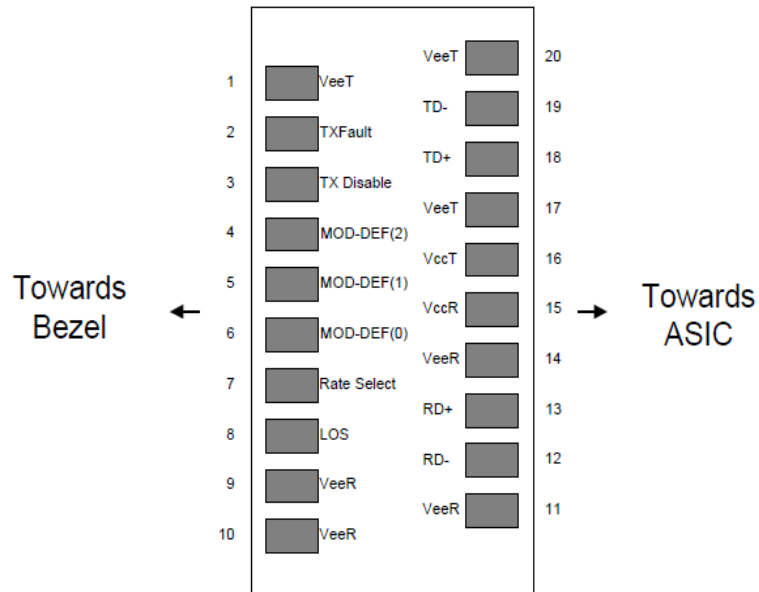 VeeT 20
1 VeeT
TD- 19
2 TXFault
TD+ 18
3 TX Disable
VeeT 17
4 MOD-DEF(2)
VccT 16
5 MOD-DEF(1)
Towards
Bezel
VccR 15
Towards
ASIC
6 MOD-DEF(0)
VeeR 14
7 Rate Select
RD+ 13
8 LOS
RD- 12
9 VeeR
VeeR 11
10 VeeR